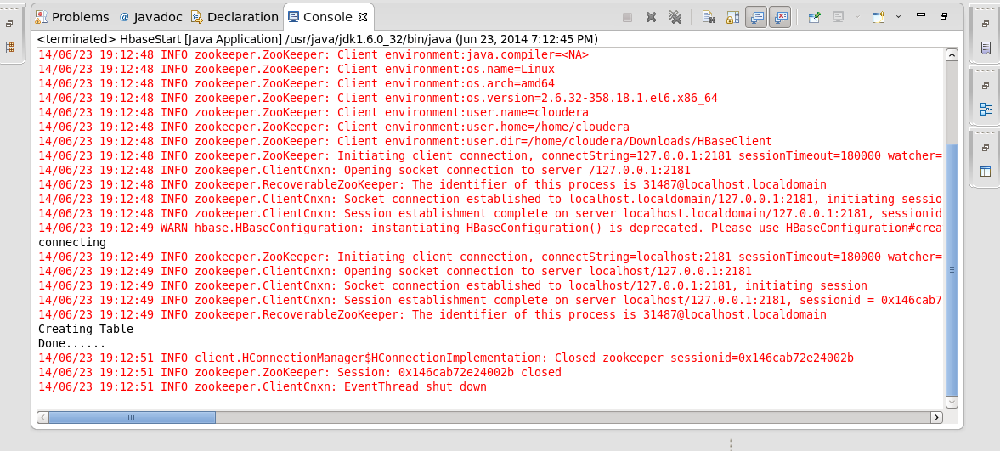 Problems @ Javadoc Declaration Console
<terminated> HbaseStart [Java Application] /usr/java/jdk1.6.0_32/bin/java (Jun 23, 2014 7:12:45 PM)
14/06/23 19:12:48 INFO zookeeper.ZooKeeper: Client environment:java.compiler=<NA>
14/06/23 19:12:48 INFO zookeeper.ZooKeeper: Client environment:os.name=Linux
14/06/23 19:12:48 INFO zookeeper.ZooKeeper: Client environment:os.arch=amd64
14/06/23 19:12:48 INFO zookeeper.ZooKeeper: Client environment:os.version=2.6.32-358.18.1.el6.x86_64
14/06/23 19:12:48 INFO zookeeper.ZooKeeper: Client environment:user.name=cloudera
14/06/23 19:12:48 INFO zookeeper.ZooKeeper: Client environment:user.home=/home/cloudera
14/06/23 19:12:48 INFO zookeeper.ZooKeeper: Client environment:user.dir=/home/cloudera/Downloads/HBaseClient
14/06/23 19:12:48 INFO zookeeper.ZooKeeper: Initiating client connection, connectString=127.0.0.1:2181 sessionTimeout=180000 watcher=
14/06/23 19:12:48 INFO zookeeper.ClientCnxn: Opening socket connection to server /127.0.0.1:2181
14/06/23 19:12:48 INFO zookeeper.RecoverableZooKeeper: The identifier of this process is 31487@localhost.localdomain
14/06/23 19:12:48 INFO zookeeper.ClientCnxn: Socket connection established to localhost.localdomain/127.0.0.1:2181, initiating sessio
14/06/23 19:12:48 INFO zookeeper.ClientCnxn: Session establishment complete on server localhost.localdomain/127.0.0.1:2181, sessionid
14/06/23 19:12:49 WARN hbase.HBaseConfiguration: instantiating HBaseConfiguration() is deprecated. Please use HBaseConfiguration#crea
connecting
14/06/23 19:12:49 INFO zookeeper.ZooKeeper: Initiating client connection, connectString=localhost:2181 sessionTimeout=180000 watcher=
14/06/23 19:12:49 INFO zookeeper.ClientCnxn: Opening socket connection to server localhost/127.0.0.1:2181
14/06/23 19:12:49 INFO zookeeper.ClientCnxn: Socket connection established to localhost/127.0.0.1:2181, initiating session
14/06/23 19:12:49 INFO zookeeper.ClientCnxn: Session establishment complete on server localhost/127.0.0.1:2181, sessionid = 0x146cab7
14/06/23 19:12:49 INFO zookeeper.RecoverableZooKeeper: The identifier of this process is 31487@localhost.localdomain
Creating Table
Done......
14/06/23 19:12:51 INFO client.HConnectionManager$HConnectionImplementation: Closed zookeeper sessionid=0x146cab72e24002b
14/06/23 19:12:51 INFO zookeeper.ZooKeeper: Session: 0x146cab72e24002b closed
14/06/23 19:12:51 INFO zookeeper.ClientCnxn: EventThread shut down